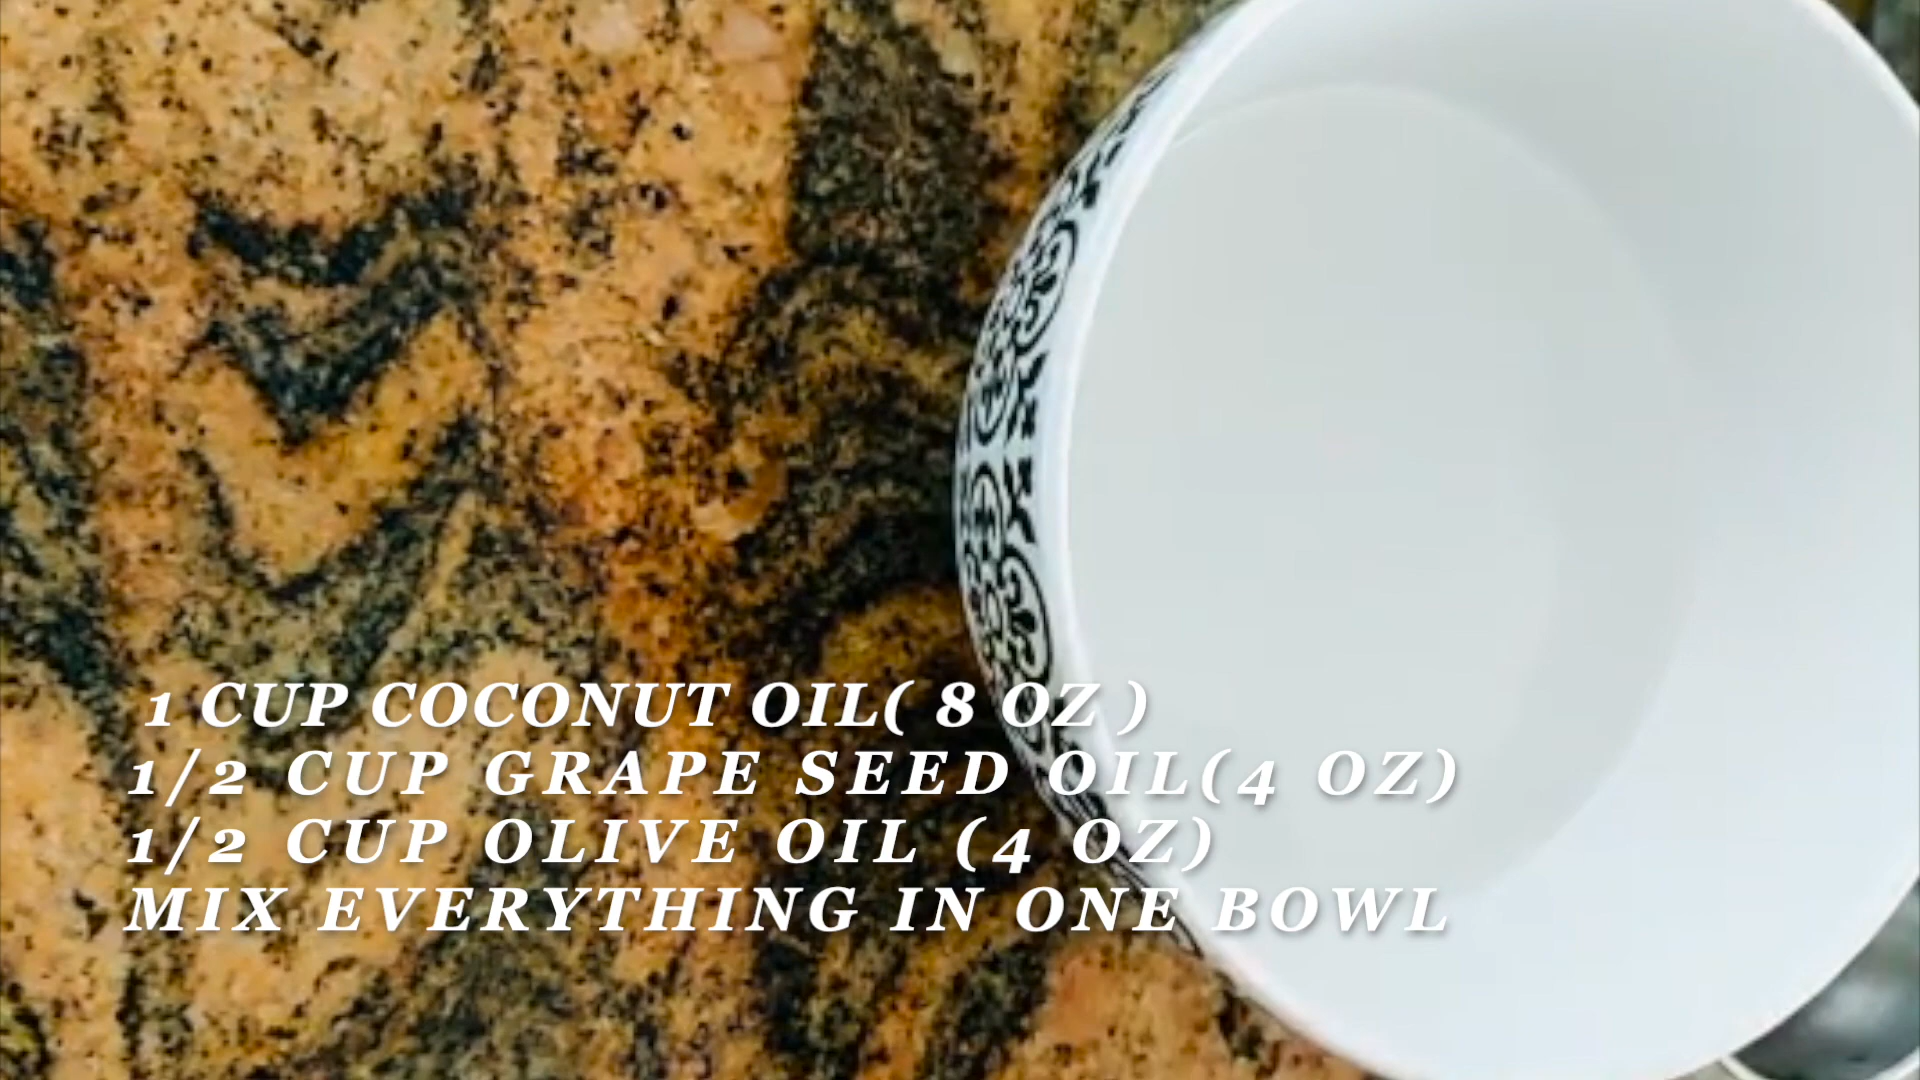 1 CUP COCONUT OIL( 8 OZ )
1/2 CUP GRAPE SEED OIL(4 OZ)
1/2 CUP OLIVE OIL (4 OZ)
MIX EVERYTHING IN ONE BOWL